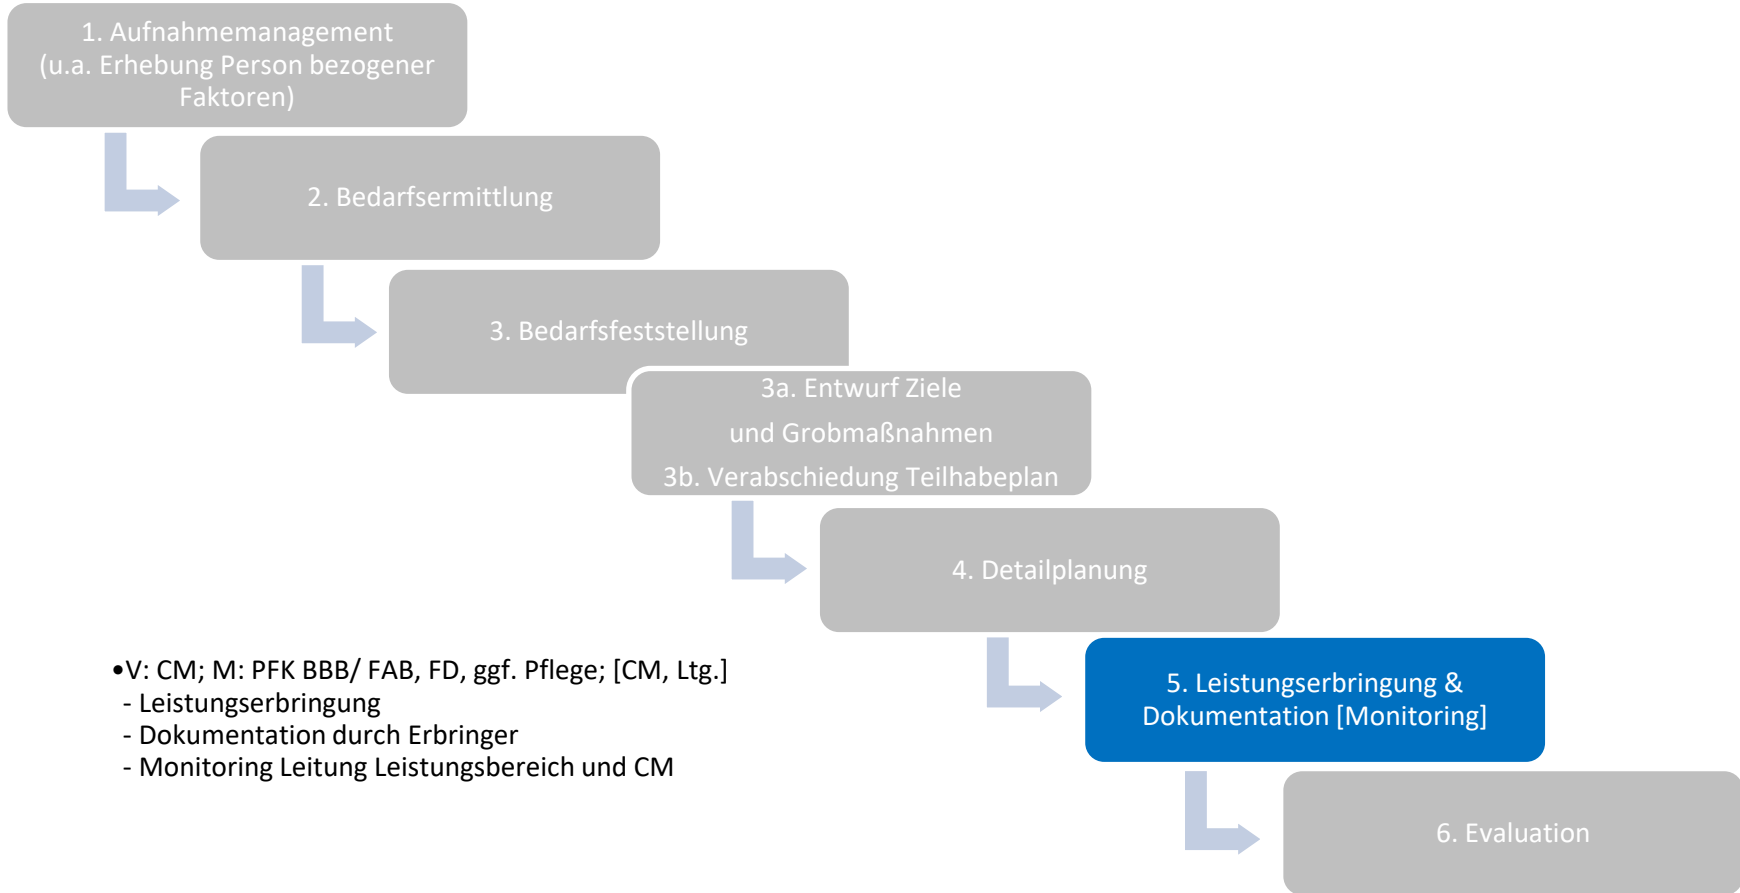 1. Aufnahmemanagement
(u.a. Erhebung Person bezogener
Faktoren)
2. Bedarfsermittlung
3. Bedarfsfeststellung
3a. Entwurf Ziele
und Grobmaßnahmen
3b. Verabschiedung Teilhabeplan
4. Detailplanung
•V: CM; M: PFK BBB/ FAB, FD, ggf. Pflege; [CM, Ltg.]
- Leistungserbringung
- Dokumentation durch Erbringer
- Monitoring Leitung Leistungsbereich und CM
5. Leistungserbringung &
Dokumentation [Monitoring]
6. Evaluation